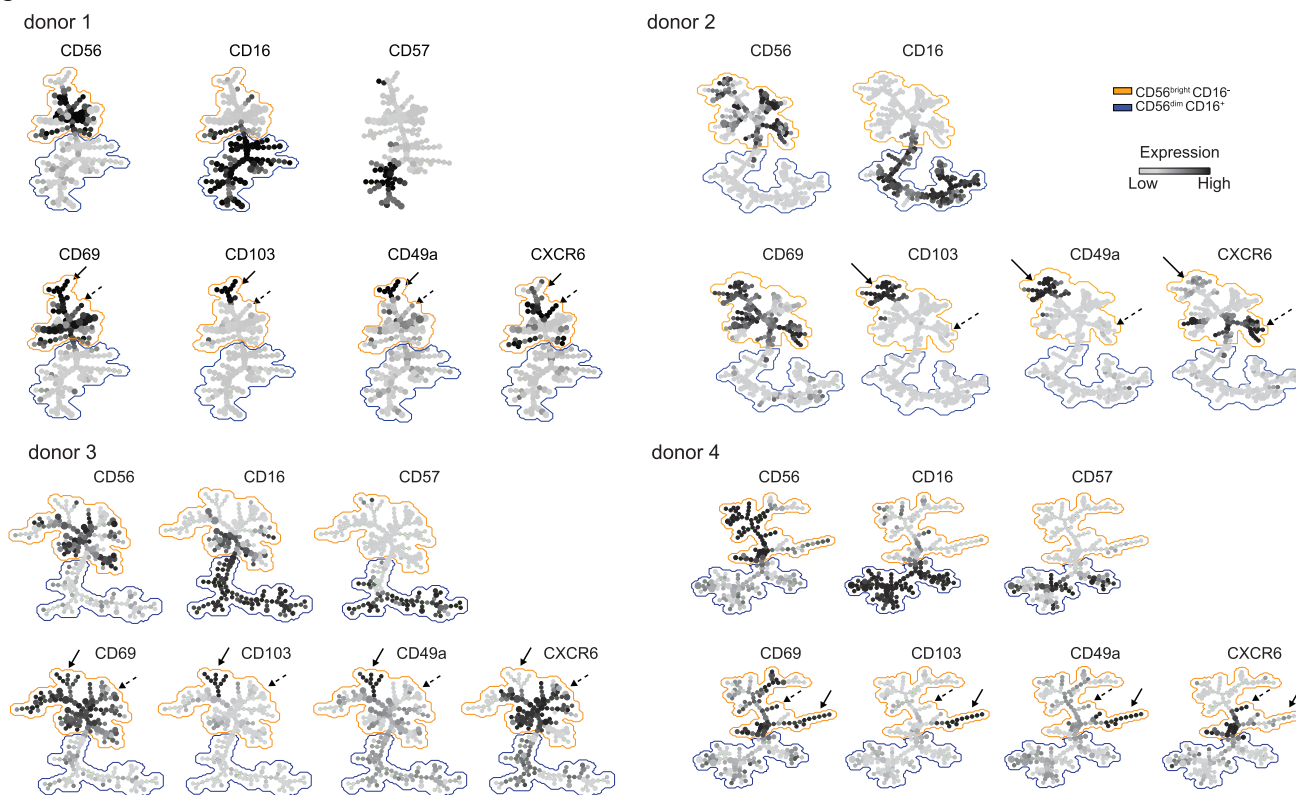 donor 1
CD56 CD16 CD57
CD69 CD103 CD49a CXCR6
donor 2
CD56 CD16
CD56bright CD16-
CD56dim CD16+
Expression
Low High
CD69 CD103 CD49a CXCR6
donor 3
CD56 CD16 CD57
CD69 CD103 CD49a CXCR6
donor 4
CD56 CD16 CD57
CD69 CD103 CD49a CXCR6